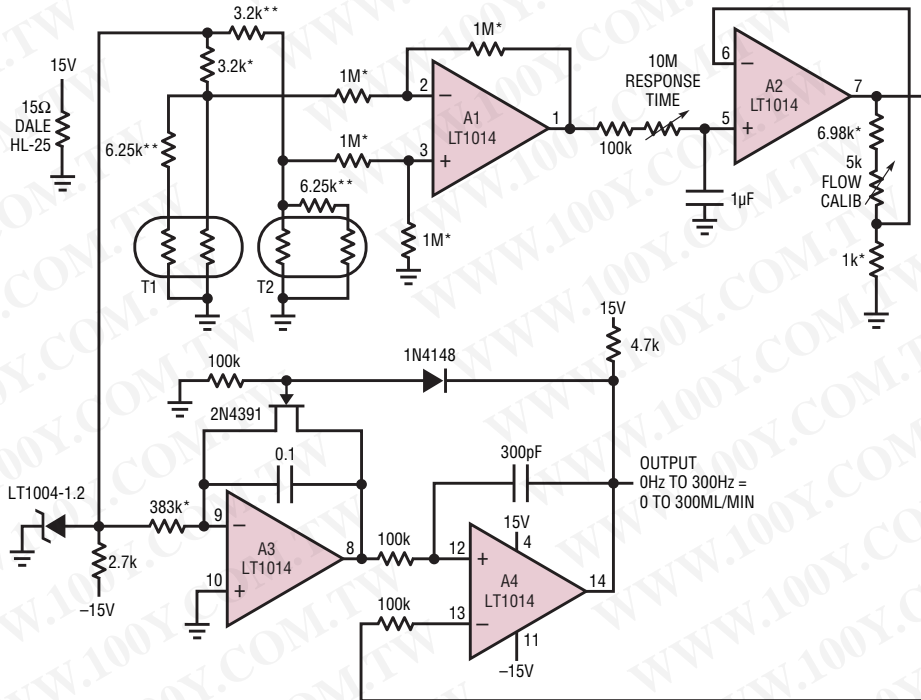 3.2k**
3.2k*
15V
15Ω
DALE
HL-25
6.25k**
T1
T2
6.25k**
1M*
1M*
1M*
1M*
2
3
1
A1
LT1014
100k
10M
RESPONSE
TIME
1µF
6
5
7
A2
LT1014
6.98k*
5k
FLOW
CALIB
1k*
15V
4.7k
100k
1N4148
2N4391
0.1
300pF
OUTPUT
0Hz TO 300Hz =
0 TO 300ML/MIN
LT1004-1.2
383k*
2.7k
–15V
9
10
8
A3
LT1014
100k
100k
12
13
15V
4
14
A4
LT1014
11
–15V
WWW.100Y.COM.TW